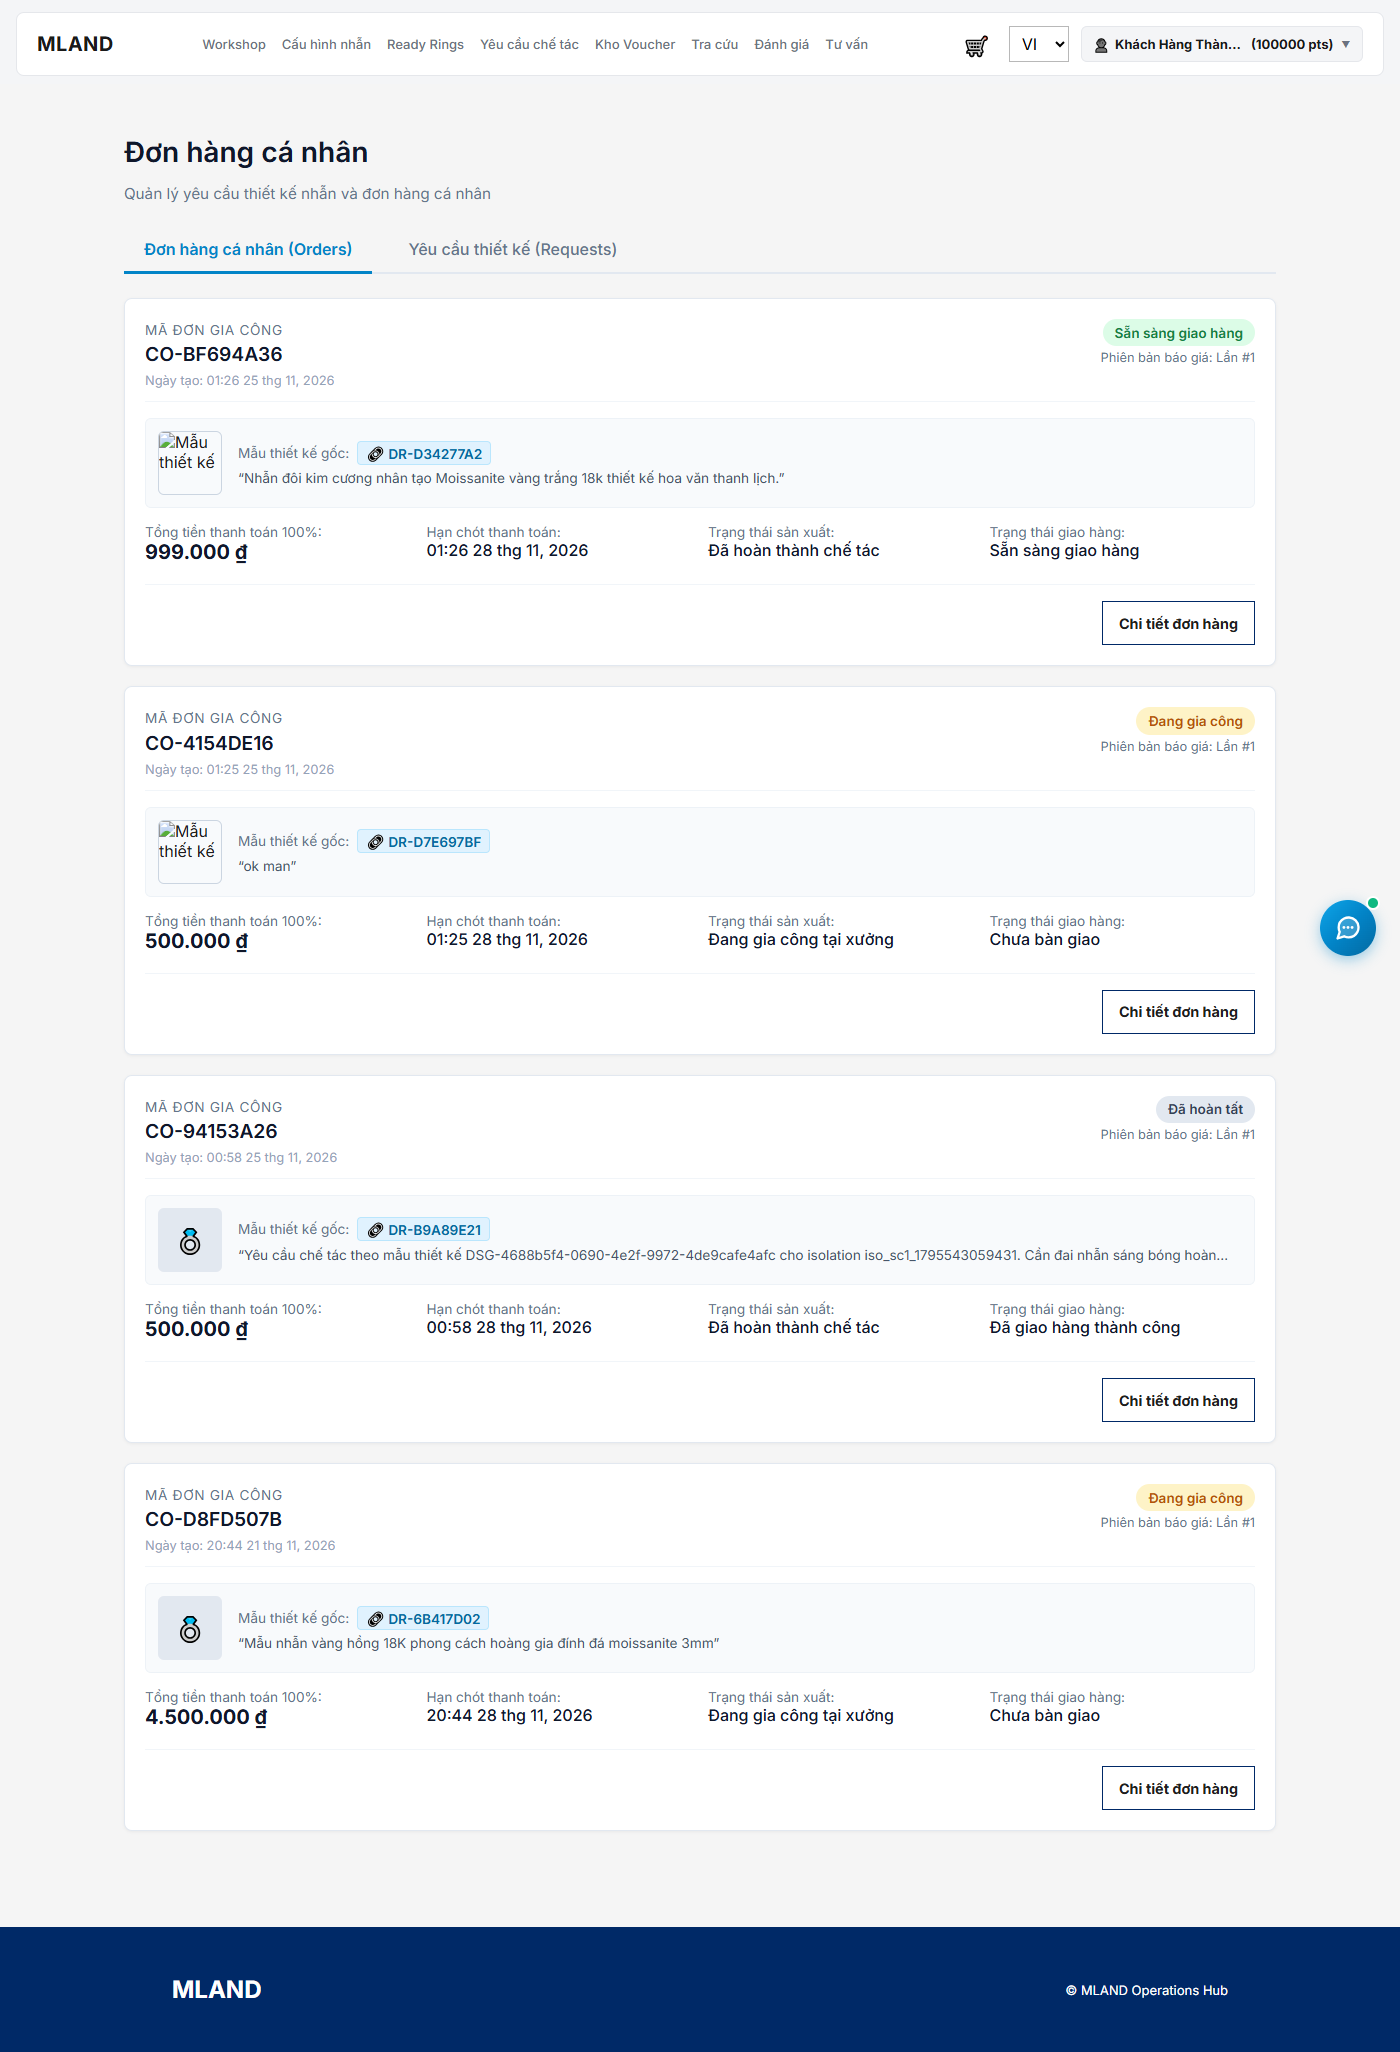 MLAND
Workshop Cấu hình nhẫn Ready Rings Yêu cầu chế tác Kho Voucher Tra cứu Đánh giá Tư vấn
VI
Khách Hàng Thàn... (100000 pts) ▼
Đơn hàng cá nhân
Quản lý yêu cầu thiết kế nhẫn và đơn hàng cá nhân
Đơn hàng cá nhân (Orders) Yêu cầu thiết kế (Requests)
MÃ ĐƠN GIA CÔNG
CO-BF694A36
Ngày tạo: 01:26 25 thg 11, 2026
Sẵn sàng giao hàng
Phiên bản báo giá: Lần #1
Mẫu thiết kế
Mẫu thiết kế gốc: DR-D34277A2
“Nhẫn đôi kim cương nhân tạo Moissanite vàng trắng 18k thiết kế hoa văn thanh lịch.”
Tổng tiền thanh toán 100%: Hạn chót thanh toán: Trạng thái sản xuất: Trạng thái giao hàng:
999.000 ₫ 01:26 28 thg 11, 2026 Đã hoàn thành chế tác Sẵn sàng giao hàng
Chi tiết đơn hàng
MÃ ĐƠN GIA CÔNG
CO-4154DE16
Ngày tạo: 01:25 25 thg 11, 2026
Đang gia công
Phiên bản báo giá: Lần #1
Mẫu thiết kế
Mẫu thiết kế gốc: DR-D7E697BF
“ok man”
Tổng tiền thanh toán 100%: Hạn chót thanh toán: Trạng thái sản xuất: Trạng thái giao hàng:
500.000 ₫ 01:25 28 thg 11, 2026 Đang gia công tại xưởng Chưa bàn giao
Chi tiết đơn hàng
MÃ ĐƠN GIA CÔNG
CO-94153A26
Ngày tạo: 00:58 25 thg 11, 2026
Đã hoàn tất
Phiên bản báo giá: Lần #1
Mẫu thiết kế gốc: DR-B9A89E21
“Yêu cầu chế tác theo mẫu thiết kế DSG-4688b5f4-0690-4e2f-9972-4de9cafe4afc cho isolation iso_sc1_1795543059431. Cần đai nhẫn sáng bóng hoàn...
Tổng tiền thanh toán 100%: Hạn chót thanh toán: Trạng thái sản xuất: Trạng thái giao hàng:
500.000 ₫ 00:58 28 thg 11, 2026 Đã hoàn thành chế tác Đã giao hàng thành công
Chi tiết đơn hàng
MÃ ĐƠN GIA CÔNG
CO-D8FD507B
Ngày tạo: 20:44 21 thg 11, 2026
Đang gia công
Phiên bản báo giá: Lần #1
Mẫu thiết kế gốc: DR-6B417D02
“Mẫu nhẫn vàng hồng 18K phong cách hoàng gia đính đá moissanite 3mm”
Tổng tiền thanh toán 100%: Hạn chót thanh toán: Trạng thái sản xuất: Trạng thái giao hàng:
4.500.000 ₫ 20:44 28 thg 11, 2026 Đang gia công tại xưởng Chưa bàn giao
Chi tiết đơn hàng
MLAND
© MLAND Operations Hub